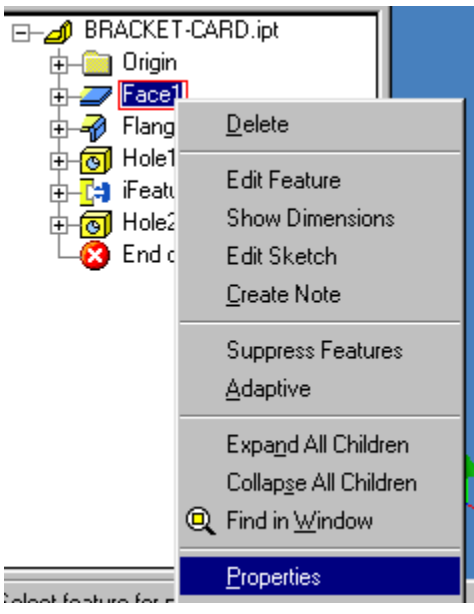 BRACKET-CARD.ipt
Origin
Face1
Flang
Hole1
iFeatu
Hole2
End o
Delete
Edit Feature
Show Dimensions
Edit Sketch
Create Note
Suppress Features
Adaptive
Expand All Children
Collapse All Children
Find in Window
Properties
Select feature for